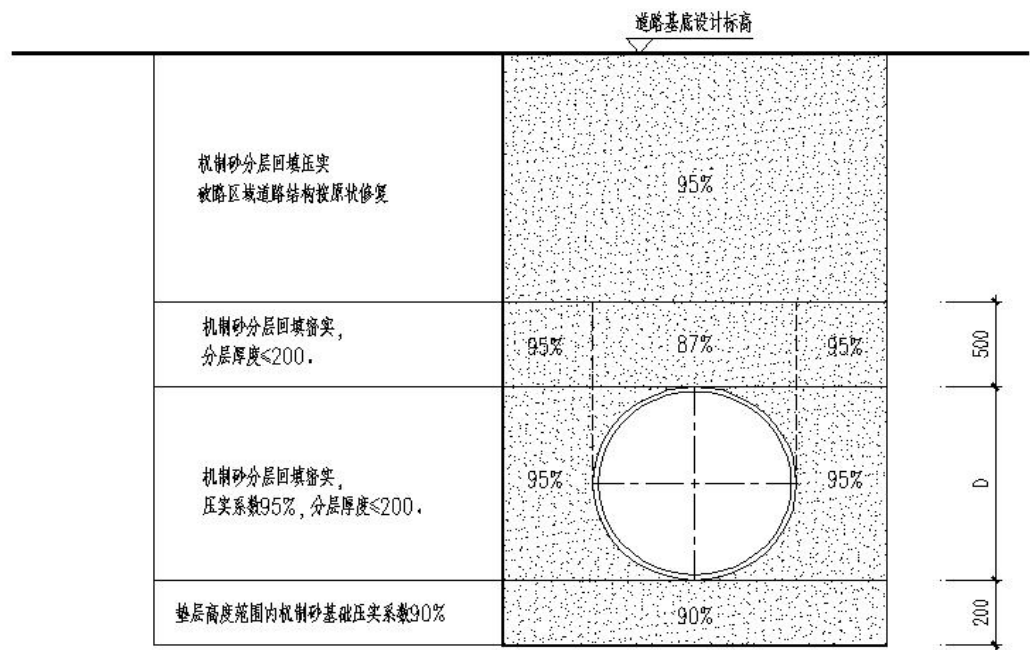 道路基底设计标高
机制砂分层回填压实
破路区域道路结构按原状修复
95%
机制砂分层回填密实,
分层厚度≤200.
95%
87%
95%
500
机制砂分层回填密实,
压实系数95%,分层厚度≤200.
95%
95%
D
垫层高度范围内机制砂基础压实系数90%
90%
200